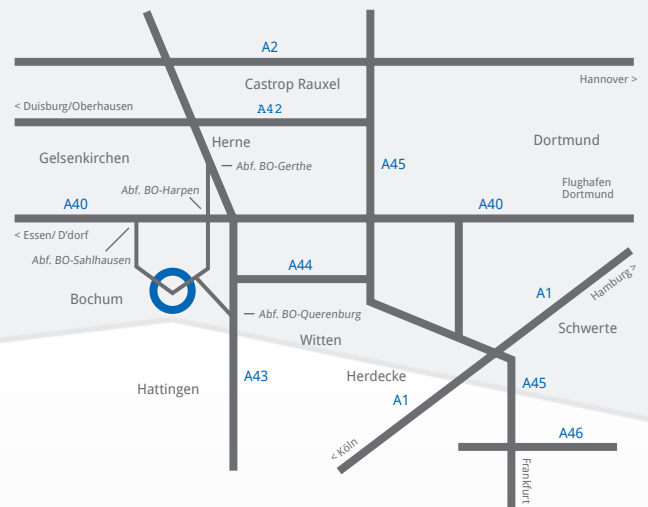 A2
Hannover >
Castrop Rauxel
< Duisburg/Oberhausen
A42
Herne
Dortmund
Gelsenkirchen
Abf. BO-Gerthe
A45
Abf. BO-Harpen
Flughafen
Dortmund
A40
A40
< Essen/ D'dorf
Abf. BO-Sahlhausen
A44
Hamburg>
A1
Bochum
Abf. BO-Querenburg
Schwerte
Witten
A43
Herdecke
A45
Hattingen
A1
A46
< Köln
Frankfurt